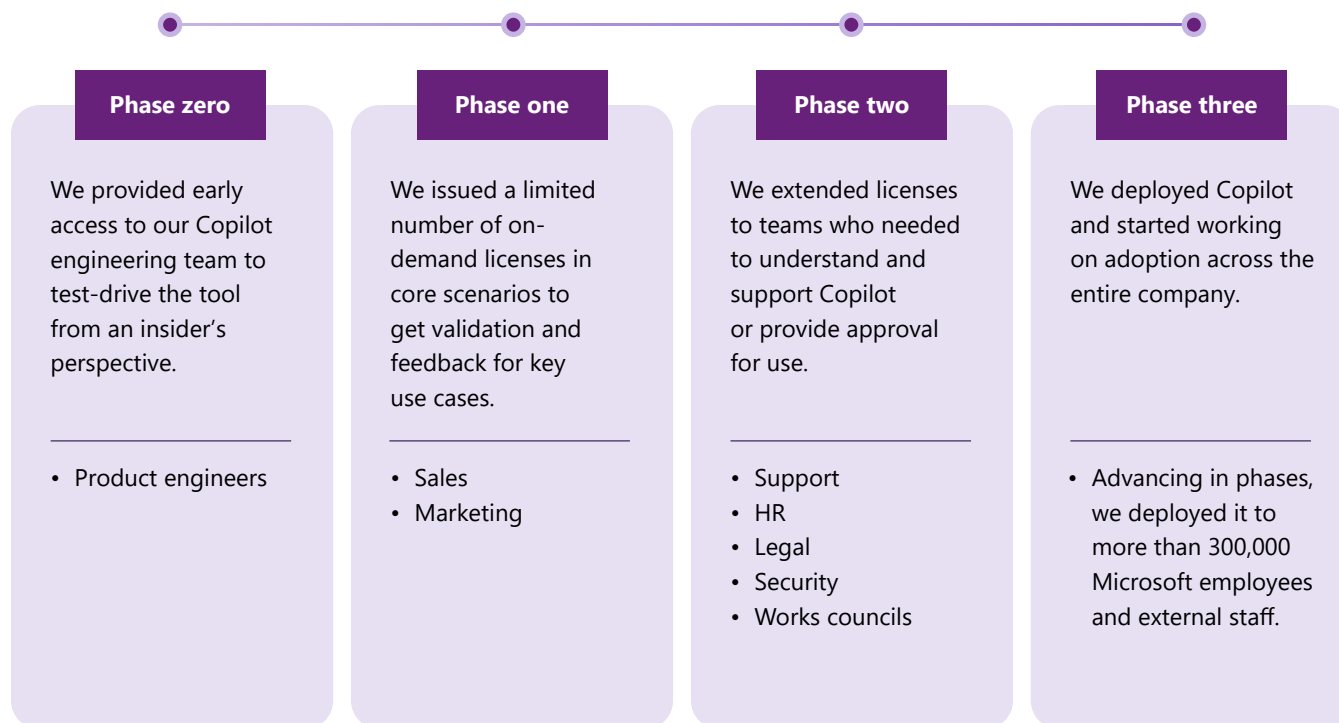 Phase zero
We provided early
access to our Copilot
engineering team to
test-drive the tool
from an insider’s
perspective.
• Product engineers
Phase one
We issued a limited
number of on-
demand licenses in
core scenarios to
get validation and
feedback for key
use cases.
• Sales
• Marketing
Phase two
We extended licenses
to teams who needed
to understand and
support Copilot
or provide approval
for use.
• Support
• HR
• Legal
• Security
• Works councils
Phase three
We deployed Copilot
and started working
on adoption across the
entire company.
• Advancing in phases,
we deployed it to
more than 300,000
Microsoft employees
and external staff.